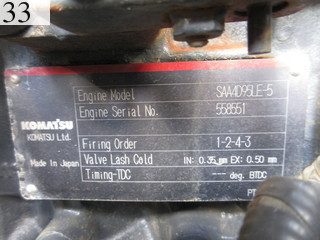 33
Engine Model SAA4D95LE-5
Engine Serial No. 558551
KOMATSU
KOMATSU Ltd.
Firing Order 1-2-4-3
Made In Japan
Valve Lash Cold IN: 0.35 mm EX: 0.50 mm
Timing-TDC --- deg. BTDC
PT